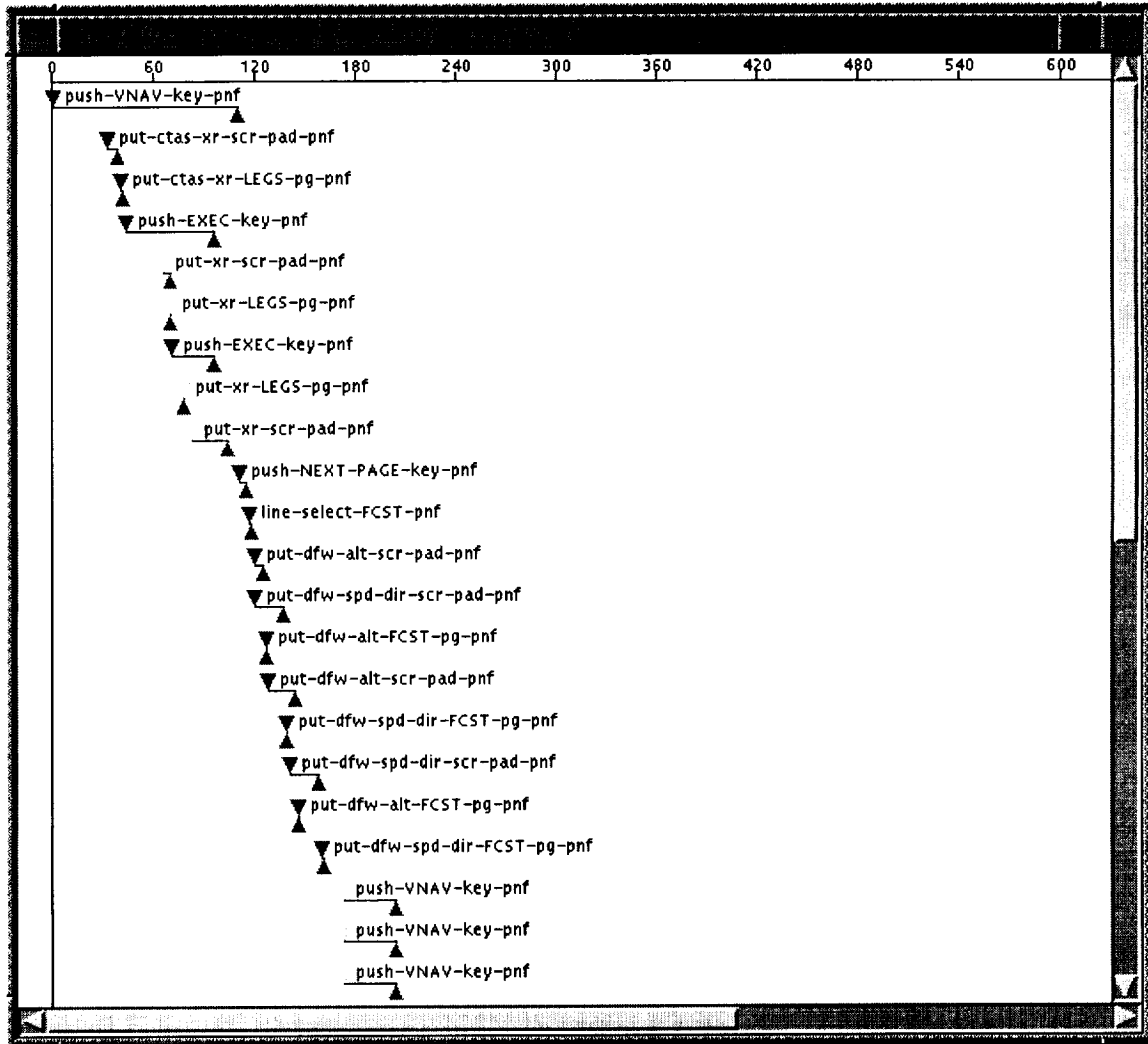 0 60 120 180 240 300 360 420 480 540 600
push-VNAV-key-pnf
put-ctas-xr-scr-pad-pnf
put-ctas-xr-LEGS-pg-pnf
push-EXEC-key-pnf
put-xr-scr-pad-pnf
put-xr-LEGS-pg-pnf
push-EXEC-key-pnf
put-xr-LEGS-pg-pnf
put-xr-scr-pad-pnf
push-NEXT-PAGE-key-pnf
line-select-FCST-pnf
put-dfw-alt-scr-pad-pnf
put-dfw-spd-dir-scr-pad-pnf
put-dfw-alt-FCST-pg-pnf
put-dfw-alt-scr-pad-pnf
put-dfw-spd-dir-FCST-pg-pnf
put-dfw-spd-dir-scr-pad-pnf
put-dfw-alt-FCST-pg-pnf
put-dfw-spd-dir-FCST-pg-pnf
push-VNAV-key-pnf
push-VNAV-key-pnf
push-VNAV-key-pnf